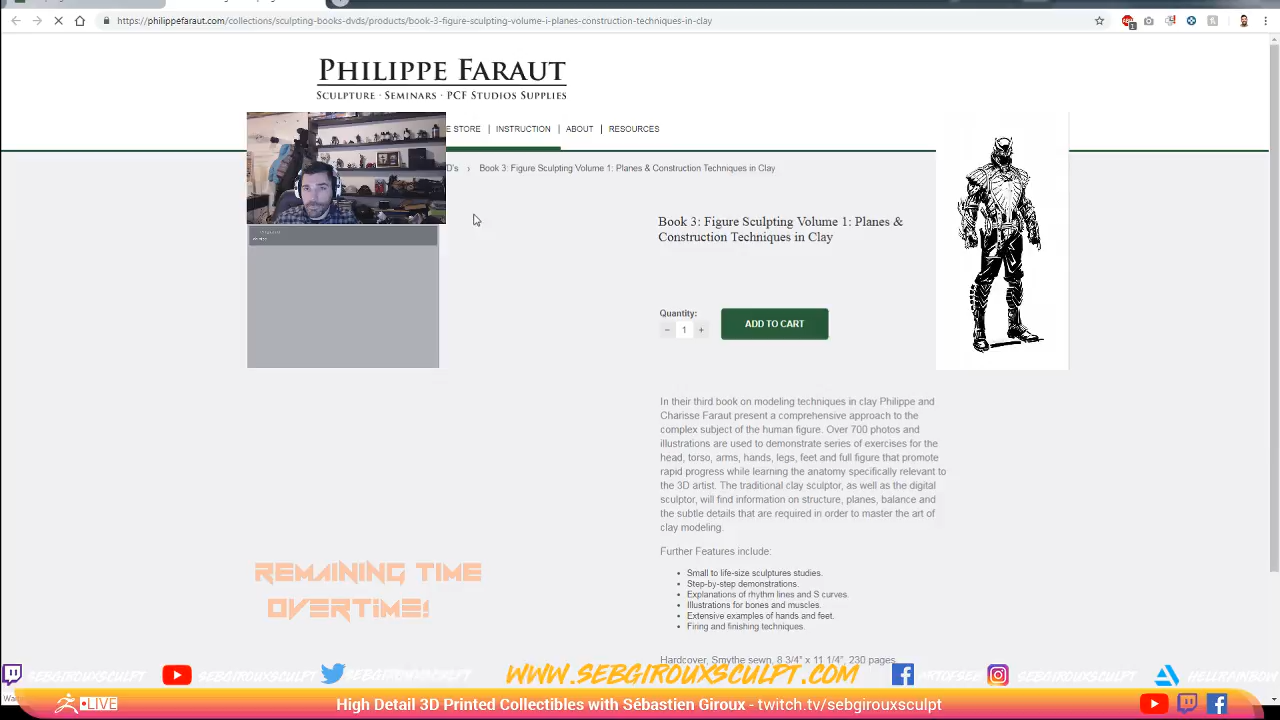 https://philippefaraut.com/collections/sculpting-books-dvds/products/book-3-figure-sculpting-volume-i-planes-construction-techniques-in-clay
PHILIPPE FARAUT
SCULPTURE · SEMINARS · PCF STUDIOS SUPPLIES
E STORE | INSTRUCTION | ABOUT | RESOURCES
D's › Book 3: Figure Sculpting Volume 1: Planes & Construction Techniques in Clay
Book 3: Figure Sculpting Volume 1: Planes &
Construction Techniques in Clay
Quantity:
− 1 +
ADD TO CART
In their third book on modeling techniques in clay Philippe and
Charisse Faraut present a comprehensive approach to the
complex subject of the human figure. Over 700 photos and
illustrations are used to demonstrate series of exercises for the
head, torso, arms, hands, legs, feet and full figure that promote
rapid progress while learning the anatomy specifically relevant to
the 3D artist. The traditional clay sculptor, as well as the digital
sculptor, will find information on structure, planes, balance and
the subtle details that are required in order to master the art of
clay modeling.
Further Features include:
• Small to life-size sculptures studies.
• Step-by-step demonstrations.
• Explanations of rhythm lines and S curves.
• Illustrations for bones and muscles.
• Extensive examples of hands and feet.
• Firing and finishing techniques.
Hardcover, Smythe sewn, 8 3/4" x 11 1/4", 230 pages
REMAINING TIME
OVERTIME!
SEBGIROUXSCULPT SEBGIROUXSCULPT SEBGIROUXSCULPT WWW.SEBGIROUXSCULPT.COM ARTOFSEB SEBGIROUXSCULPT HELLRAINBOW
LIVE High Detail 3D Printed Collectibles with Sébastien Giroux - twitch.tv/sebgirouxsculpt